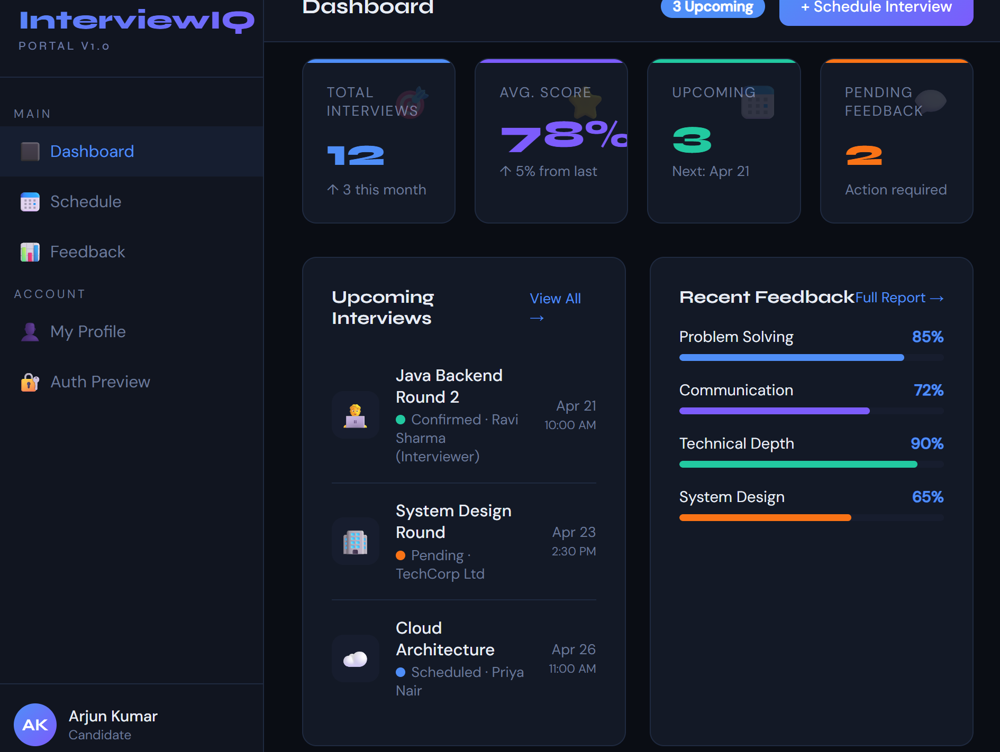 InterviewIQ
PORTAL V1.0
MAIN
Dashboard
Schedule
Feedback
ACCOUNT
My Profile
Auth Preview
AK
Arjun Kumar
Candidate
Dashboard
3 Upcoming
+ Schedule Interview
TOTAL
INTERVIEWS
12
↑ 3 this month
AVG. SCORE
78%
↑ 5% from last
UPCOMING
3
Next: Apr 21
PENDING
FEEDBACK
2
Action required
Upcoming
Interviews
View All
→
Java Backend
Round 2
Confirmed · Ravi
Sharma
(Interviewer)
Apr 21
10:00 AM
System Design
Round
Pending ·
TechCorp Ltd
Apr 23
2:30 PM
Cloud
Architecture
Scheduled · Priya
Nair
Apr 26
11:00 AM
Recent Feedback
Full Report →
Problem Solving
85%
Communication
72%
Technical Depth
90%
System Design
65%